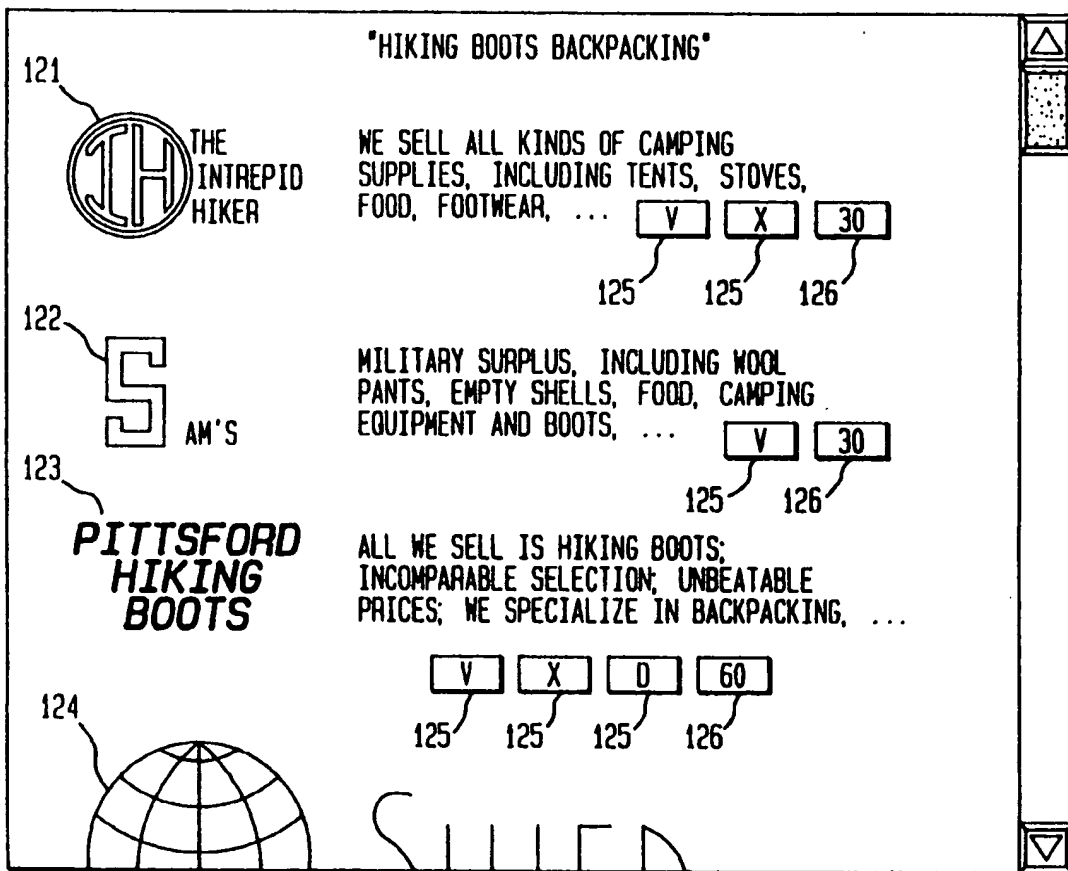 "HIKING BOOTS BACKPACKING"
121
IH
THE
INTREPID
HIKER
WE SELL ALL KINDS OF CAMPING
SUPPLIES, INCLUDING TENTS, STOVES,
FOOD, FOOTWEAR, ...
V X 30
125 125 126
122
S
AM'S
MILITARY SURPLUS, INCLUDING WOOL
PANTS, EMPTY SHELLS, FOOD, CAMPING
EQUIPMENT AND BOOTS, ...
V 30
125 126
123
PITTSFORD
HIKING
BOOTS
ALL WE SELL IS HIKING BOOTS;
INCOMPARABLE SELECTION; UNBEATABLE
PRICES; WE SPECIALIZE IN BACKPACKING, ...
V X D 60
125 125 125 126
124